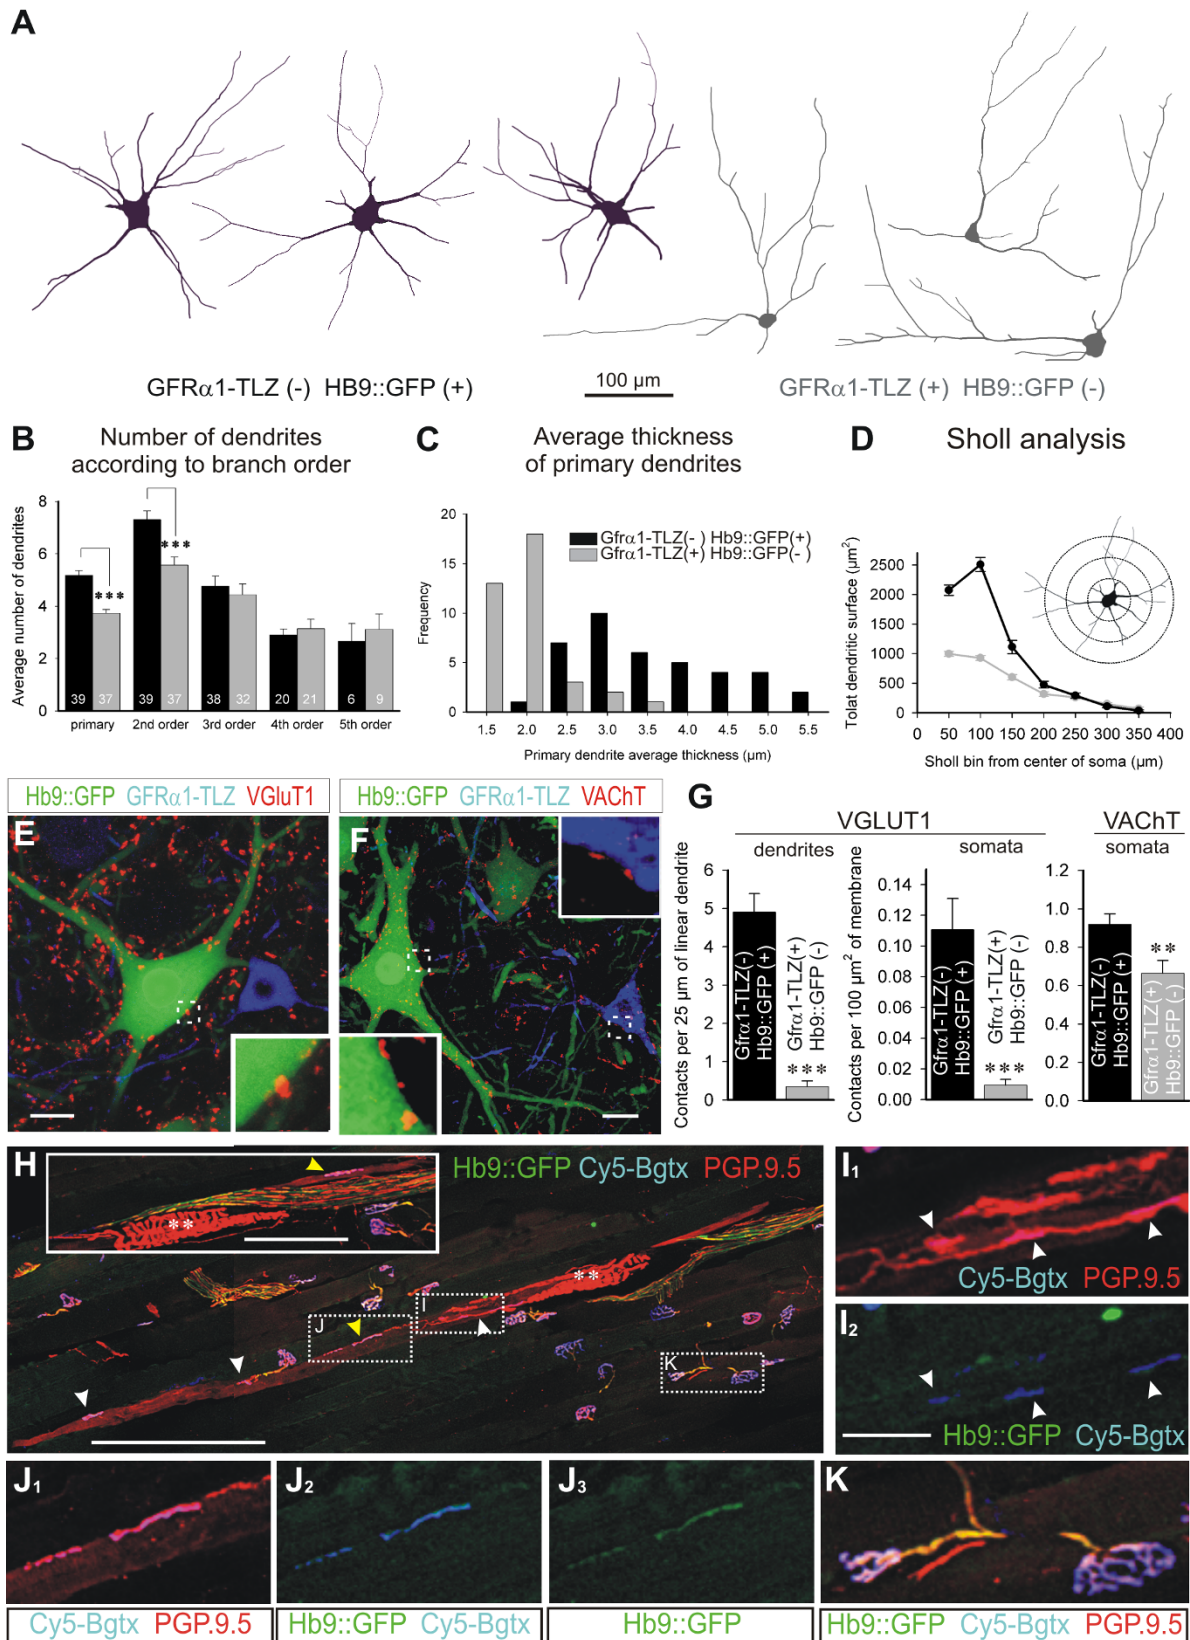 A
GFRα1-TLZ (-) HB9::GFP (+)
100 µm
GFRα1-TLZ (+) HB9::GFP (-)
B
Number of dendrites
according to branch order
Average number of dendrites
8
6
4
2
0
***
***
39
37
39
37
38
32
20
21
6
9
primary
2nd order
3rd order
4th order
5th order
C
Average thickness
of primary dendrites
Frequency
20
15
10
5
0
Gfrα1-TLZ(-) Hb9::GFP(+)
Gfrα1-TLZ(+) Hb9::GFP(-)
1.5 2.0 2.5 3.0 3.5 4.0 4.5 5.0 5.5
Primary dendrite average thickness (µm)
D
Sholl analysis
Tolat dendritic surface (µm²)
2500
2000
1000
500
0
0 50 100 150 200 250 300 350 400
Sholl bin from center of soma (µm)
Hb9::GFP GFRα1-TLZ VGluT1
E
Hb9::GFP GFRα1-TLZ VAChT
F
G
VGLUT1
dendrites
somata
VAChT
somata
Contacts per 25 µm of linear dendrite
6
5
4
3
2
1
0
Gfrα1-TLZ(-)
Hb9::GFP (+)
Gfrα1-TLZ(+)
Hb9::GFP (-)
***
Contacts per 100 µm² of membrane
0.14
0.12
0.10
0.08
0.06
0.04
0.02
0.00
Gfrα1-TLZ(-)
Hb9::GFP (+)
Gfrα1-TLZ(+)
Hb9::GFP (-)
***
1.2
1.0
0.8
0.6
0.4
0.2
0.0
Gfrα1-TLZ(-)
Hb9::GFP (+)
Gfrα1-TLZ(+)
Hb9::GFP (-)
**
H
Hb9::GFP Cy5-Bgtx PGP.9.5
**
**
I
J
K
I1
Cy5-Bgtx PGP.9.5
I2
Hb9::GFP Cy5-Bgtx
J1
Cy5-Bgtx PGP.9.5
J2
Hb9::GFP Cy5-Bgtx
J3
Hb9::GFP
K
Hb9::GFP Cy5-Bgtx PGP.9.5